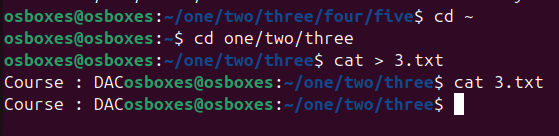 osboxes@osboxes:~/one/two/three/four/five$ cd ~
osboxes@osboxes:~$ cd one/two/three
osboxes@osboxes:~/one/two/three$ cat > 3.txt
Course : DACosboxes@osboxes:~/one/two/three$ cat 3.txt
Course : DACosboxes@osboxes:~/one/two/three$